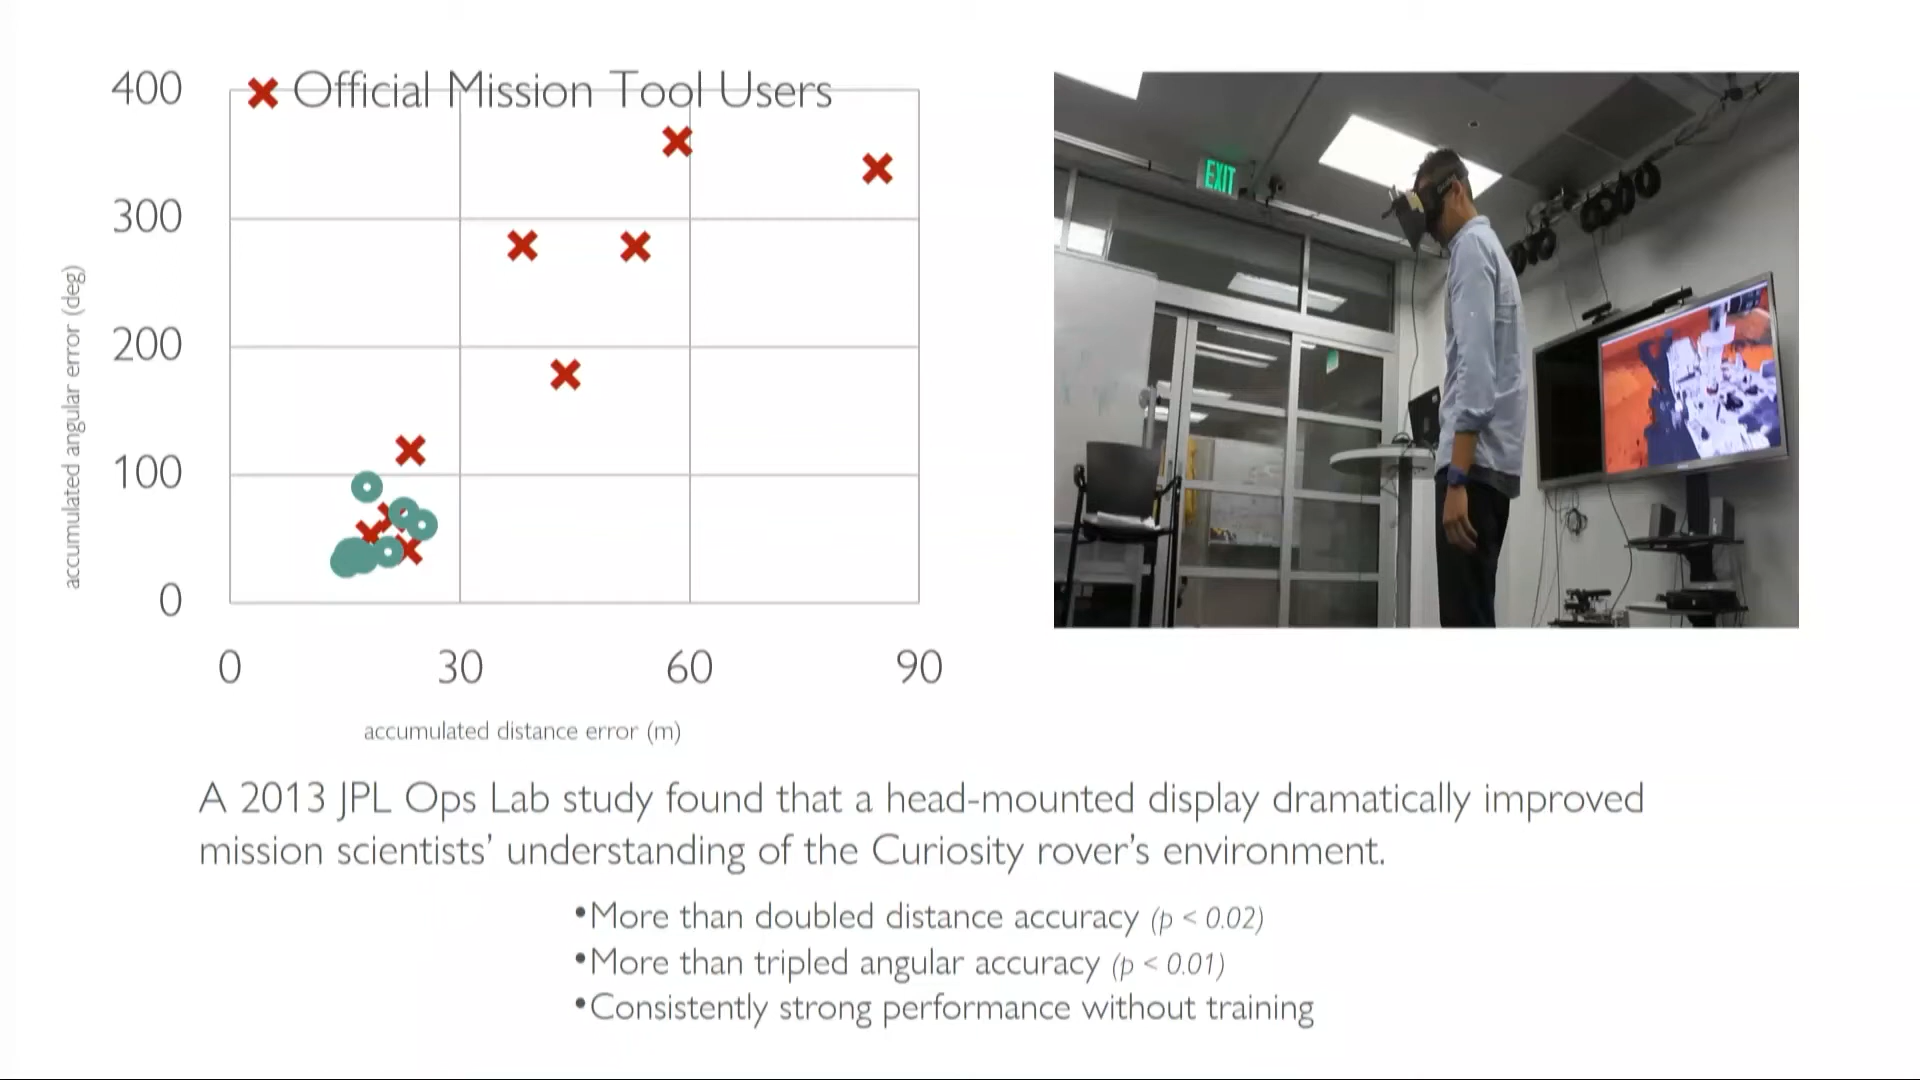 400
Official Mission Tool Users
300
200
100
0
accumulated angular error (deg)
0 30 60 90
accumulated distance error (m)
EXIT
A 2013 JPL Ops Lab study found that a head-mounted display dramatically improved
mission scientists’ understanding of the Curiosity rover’s environment.
•More than doubled distance accuracy (p < 0.02)
•More than tripled angular accuracy (p < 0.01)
•Consistently strong performance without training